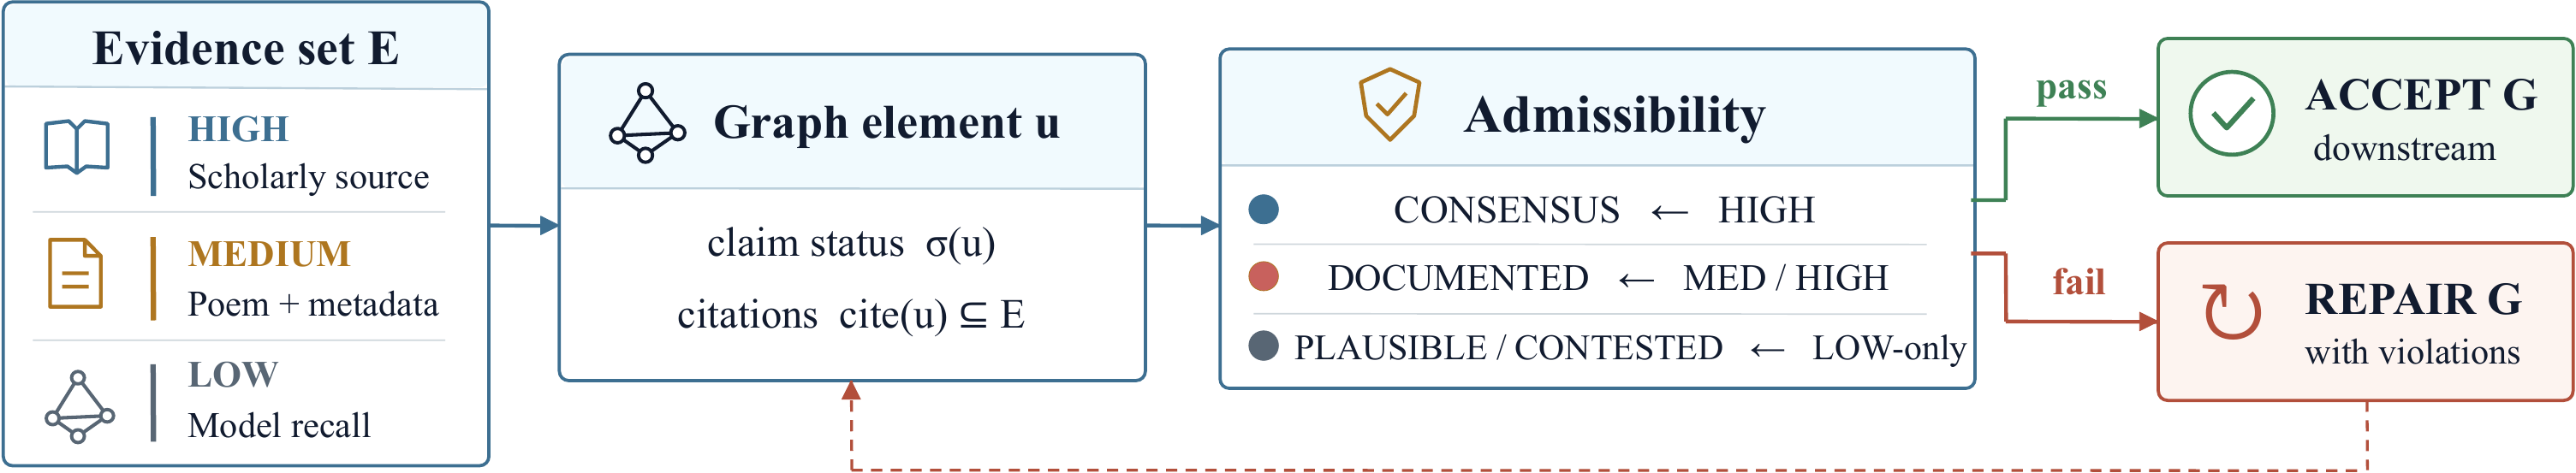 Evidence set E
HIGH
Scholarly source
MEDIUM
Poem + metadata
LOW
Model recall
Graph element u
claim status σ(u)
citations cite(u) ⊆ E
Admissibility
CONSENSUS ← HIGH
DOCUMENTED ← MED / HIGH
PLAUSIBLE / CONTESTED ← LOW-only
pass
ACCEPT G
downstream
fail
REPAIR G
with violations